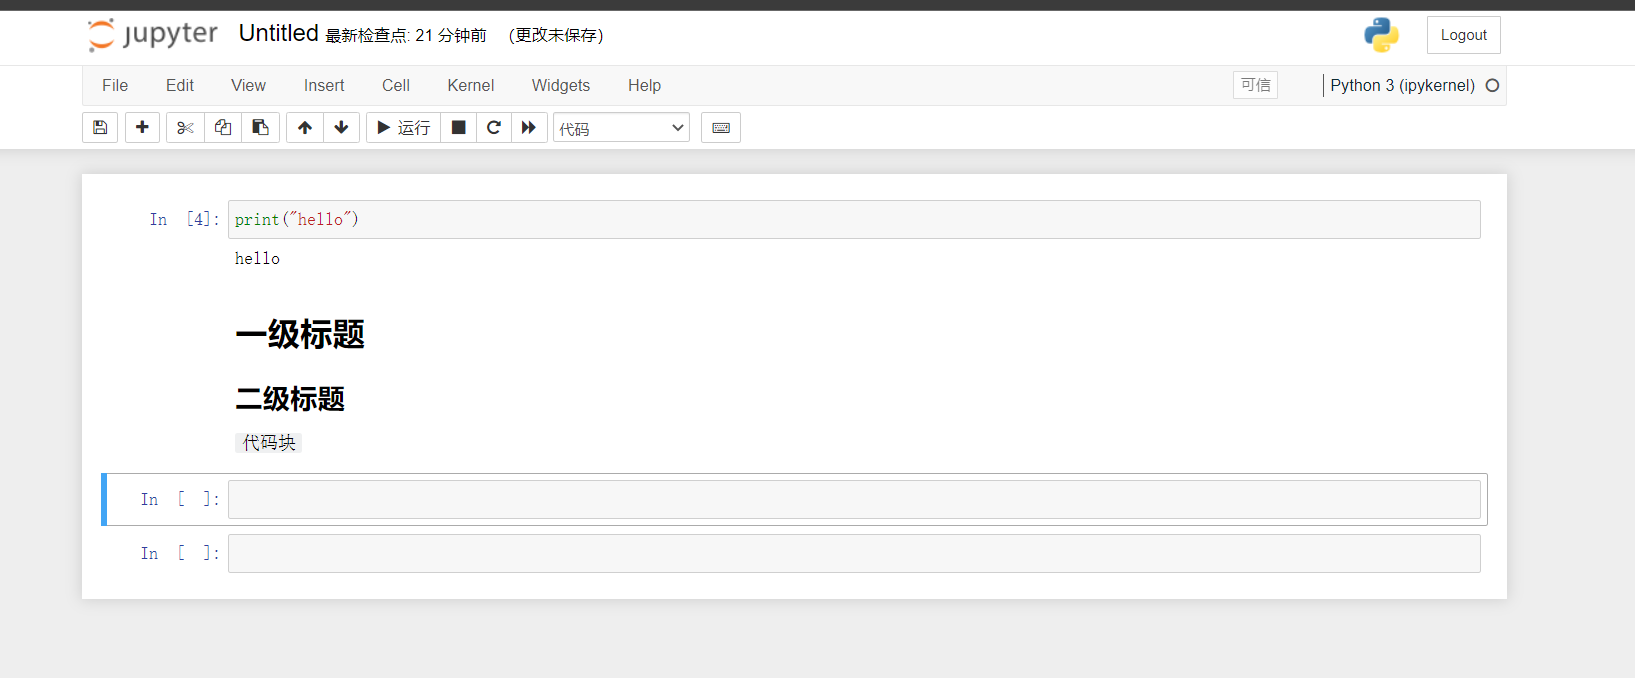 jupyter Untitled 最新检查点: 21 分钟前 (更改未保存) Logout
File Edit View Insert Cell Kernel Widgets Help 可信 Python 3 (ipykernel)
运行 代码
In [4]: print("hello")
hello
一级标题
二级标题
代码块
In [ ]:
In [ ]: